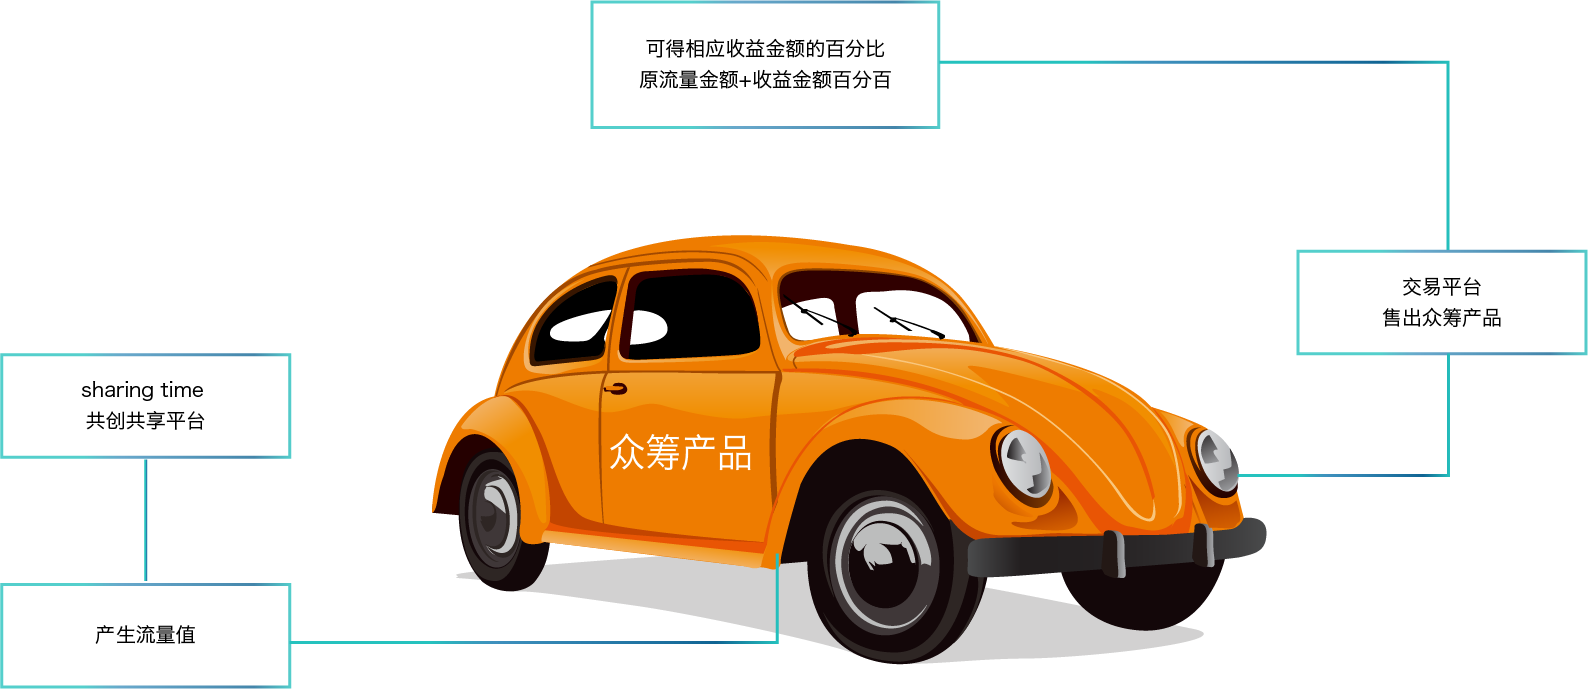 可得相应收益金额的百分比
原流量金额+收益金额百分百
交易平台
售出众筹产品
sharing time
共创共享平台
众筹产品
产生流量值